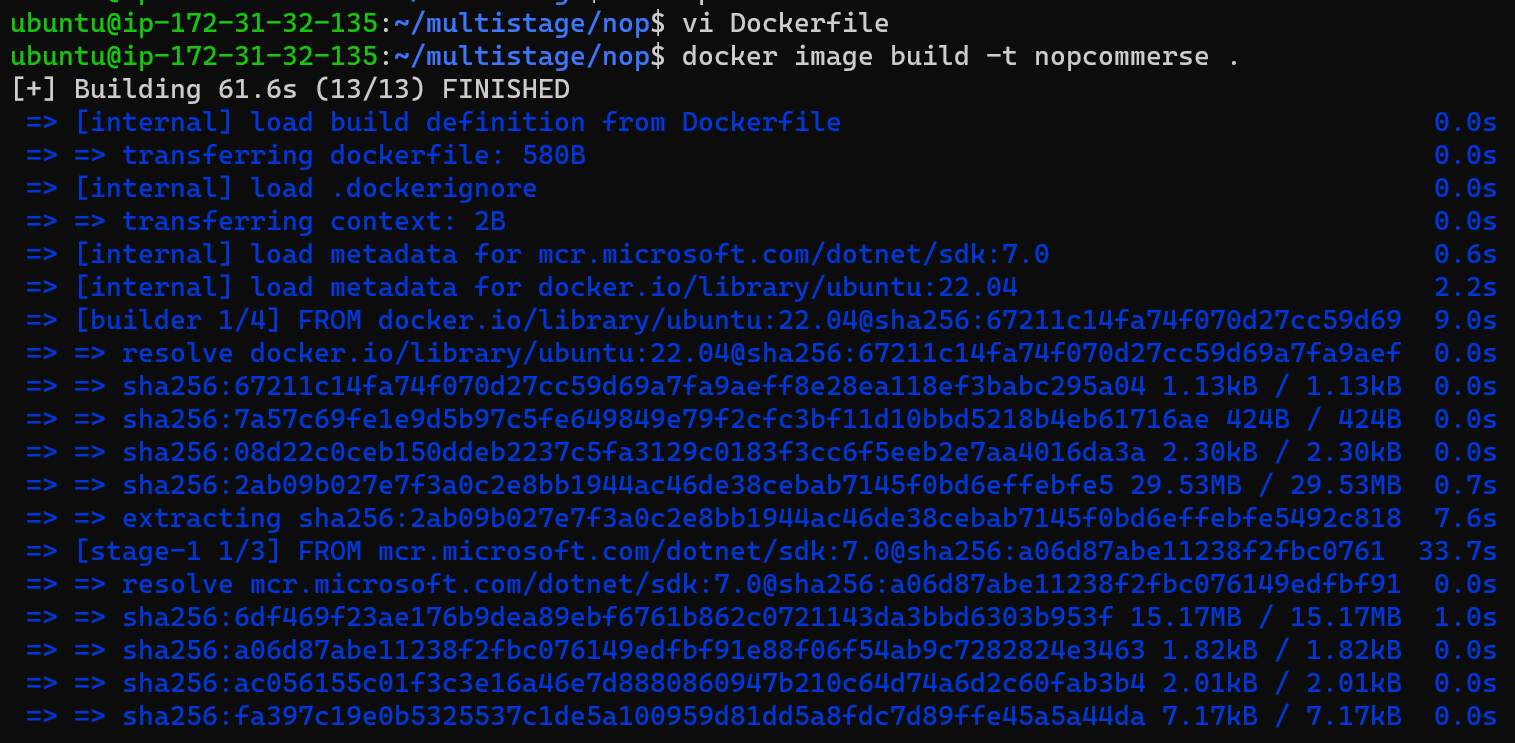 ubuntu@ip-172-31-32-135:~/multistage/nop$ vi Dockerfile
ubuntu@ip-172-31-32-135:~/multistage/nop$ docker image build -t nopcommerse .
[+] Building 61.6s (13/13) FINISHED
=> [internal] load build definition from Dockerfile 0.0s
=> => transferring dockerfile: 580B 0.0s
=> [internal] load .dockerignore 0.0s
=> => transferring context: 2B 0.0s
=> [internal] load metadata for mcr.microsoft.com/dotnet/sdk:7.0 0.6s
=> [internal] load metadata for docker.io/library/ubuntu:22.04 2.2s
=> [builder 1/4] FROM docker.io/library/ubuntu:22.04@sha256:67211c14fa74f070d27cc59d69 9.0s
=> => resolve docker.io/library/ubuntu:22.04@sha256:67211c14fa74f070d27cc59d69a7fa9aef 0.0s
=> => sha256:67211c14fa74f070d27cc59d69a7fa9aeff8e28ea118ef3babc295a04 1.13kB / 1.13kB 0.0s
=> => sha256:7a57c69fe1e9d5b97c5fe649849e79f2cfc3bf11d10bbd5218b4eb61716ae 424B / 424B 0.0s
=> => sha256:08d22c0ceb150ddeb2237c5fa3129c0183f3cc6f5eeb2e7aa4016da3a 2.30kB / 2.30kB 0.0s
=> => sha256:2ab09b027e7f3a0c2e8bb1944ac46de38cebab7145f0bd6effebfe5 29.53MB / 29.53MB 0.7s
=> => extracting sha256:2ab09b027e7f3a0c2e8bb1944ac46de38cebab7145f0bd6effebfe5492c818 7.6s
=> [stage-1 1/3] FROM mcr.microsoft.com/dotnet/sdk:7.0@sha256:a06d87abe11238f2fbc0761 33.7s
=> => resolve mcr.microsoft.com/dotnet/sdk:7.0@sha256:a06d87abe11238f2fbc076149edfbf91 0.0s
=> => sha256:6df469f23ae176b9dea89ebf6761b862c0721143da3bbd6303b953f 15.17MB / 15.17MB 1.0s
=> => sha256:a06d87abe11238f2fbc076149edfbf91e88f06f54ab9c7282824e3463 1.82kB / 1.82kB 0.0s
=> => sha256:ac056155c01f3c3e16a46e7d8880860947b210c64d74a6d2c60fab3b4 2.01kB / 2.01kB 0.0s
=> => sha256:fa397c19e0b5325537c1de5a100959d81dd5a8fdc7d89ffe45a5a44da 7.17kB / 7.17kB 0.0s